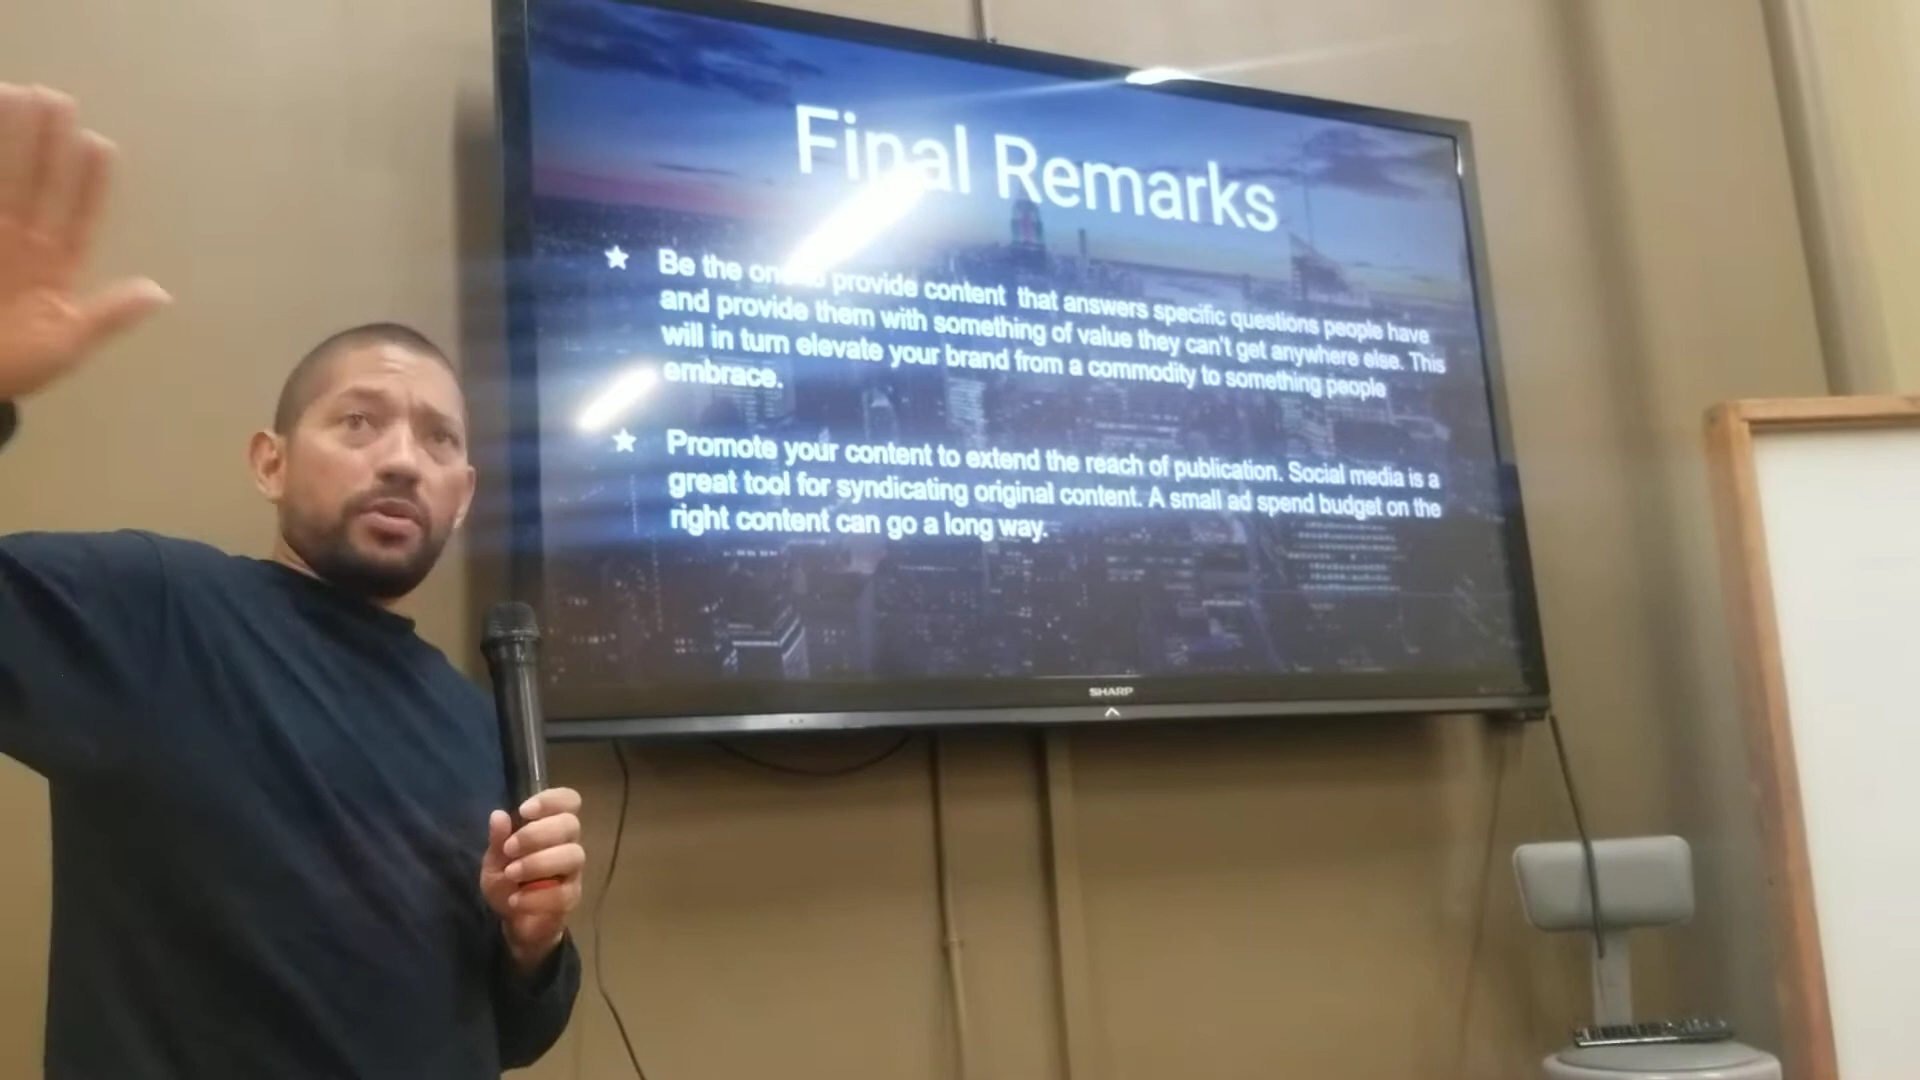 Final Remarks
★ Be the one to provide content that answers specific questions people have
and provide them with something of value they can't get anywhere else. This
will in turn elevate your brand from a commodity to something people
embrace.
★ Promote your content to extend the reach of publication. Social media is a
great tool for syndicating original content. A small ad spend budget on the
right content can go a long way.
SHARP